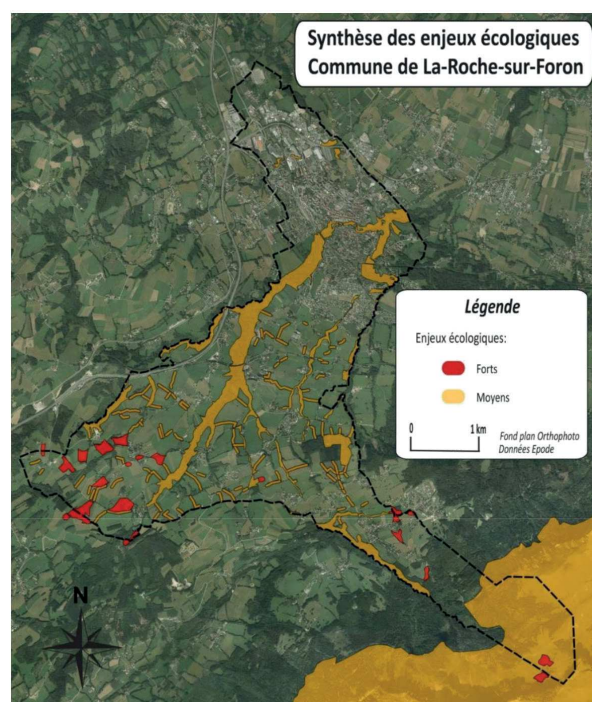 Synthèse des enjeux écologiques
Commune de La-Roche-sur-Foron
Légende
Enjeux écologiques:
Forts
Moyens
0 1 km
Fond plan Orthophoto
Données Epode
N